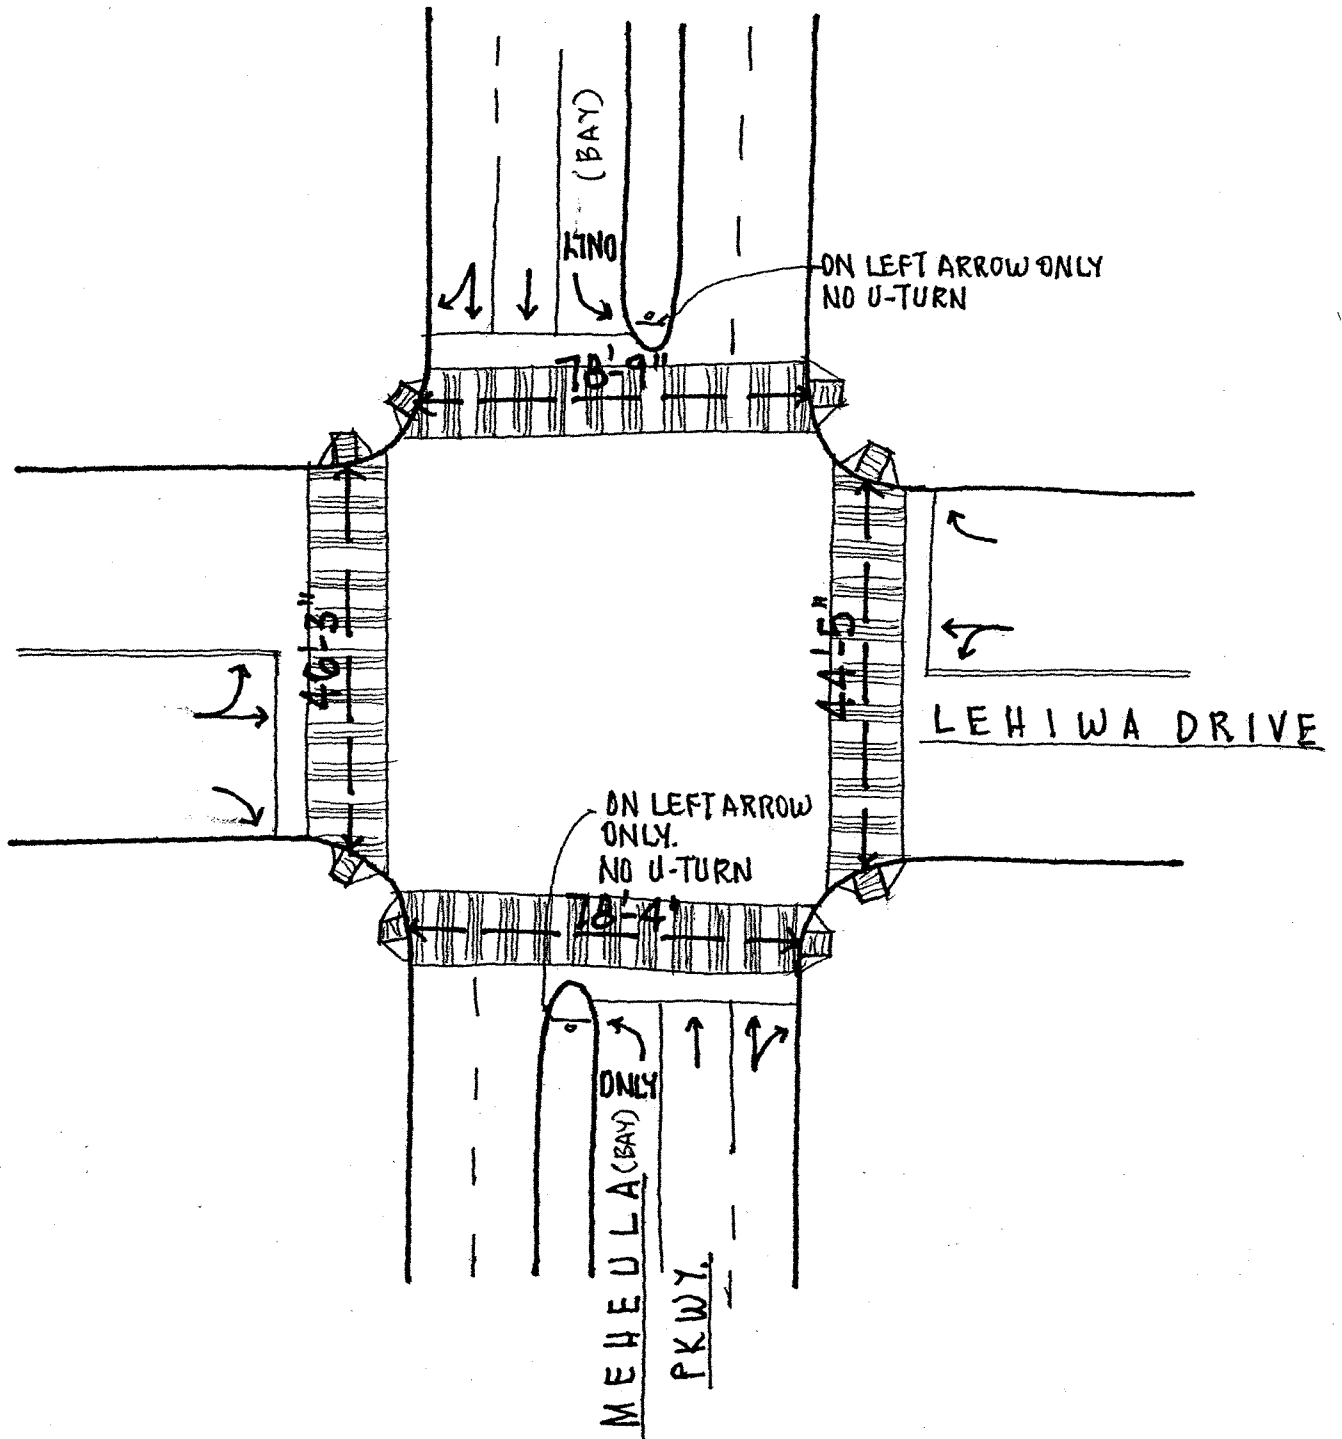 (BAY)
ONLY
ON LEFT ARROW ONLY
NO U-TURN
78'-9"
46'-3"
44'-5"
LEHIWA DRIVE
ON LEFT ARROW
ONLY.
NO U-TURN
78'-4"
ONLY
(BAY)
MEHEULA
PKWY.